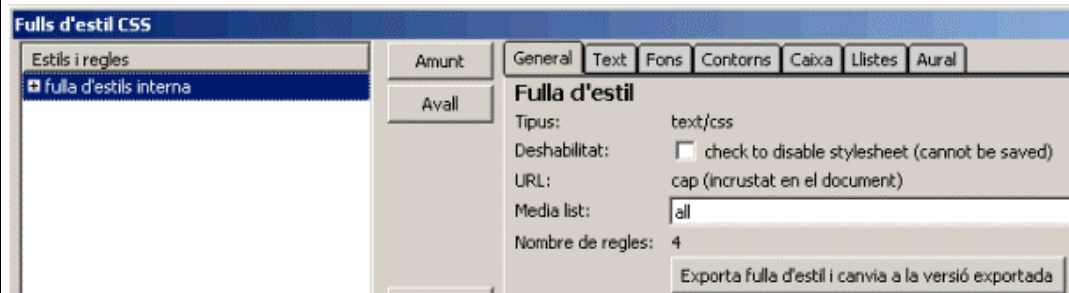 Fulls d'estil CSS
Estils i regles
fulla d'estils interna
Amunt
Avall
General Text Fons Contorns Caixa Llistes Aural
Fulla d'estil
Tipus: text/css
Deshabilitat: check to disable stylesheet (cannot be saved)
URL: cap (incrustat en el document)
Media list: all
Nombre de regles: 4
Exporta fulla d'estil i canvia a la versió exportada